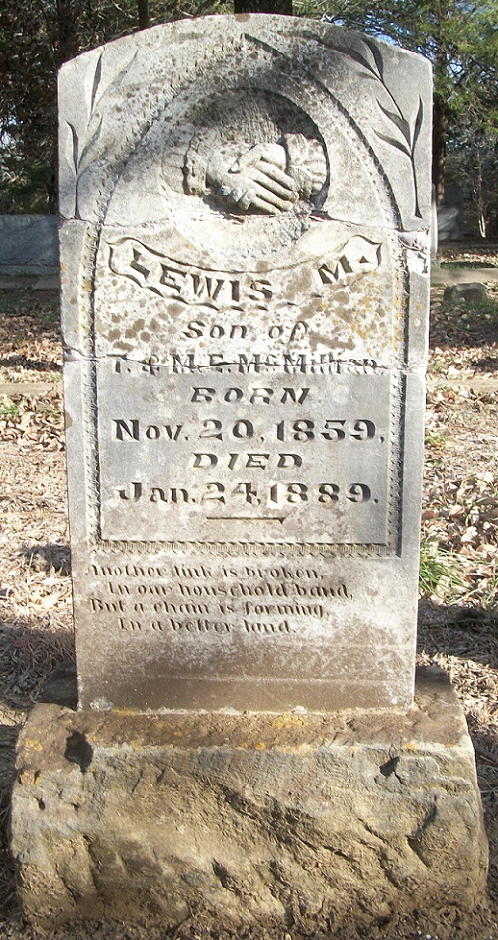 LEWIS, M.
Son of
T. & M. E. McMillan.
BORN
Nov. 20, 1859,
DIED
Jan. 24, 1889.
Another link is broken,
In our household band,
But a chain is forming,
In a better land.